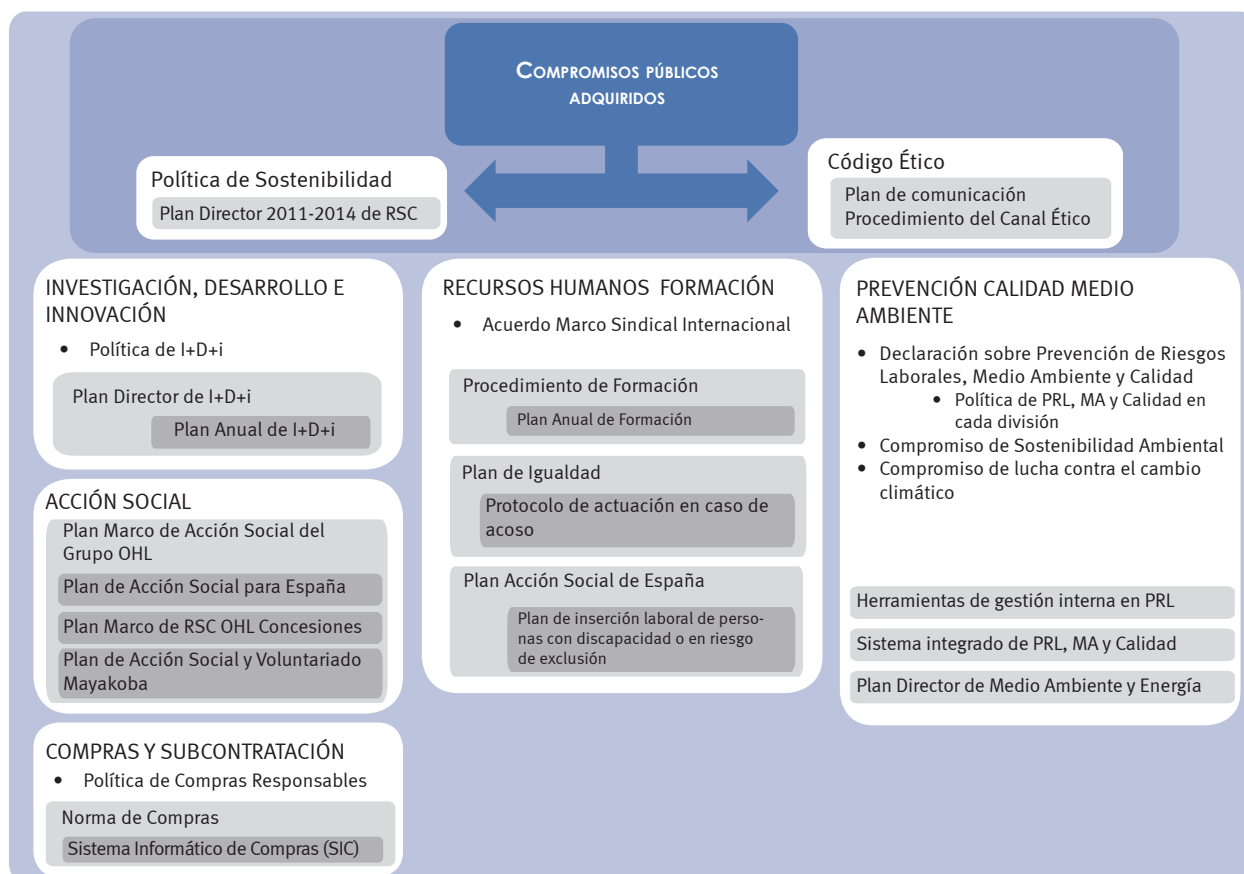 COMPROMISOS PÚBLICOS
ADQUIRIDOS
Política de Sostenibilidad
Plan Director 2011-2014 de RSC
Código Ético
Plan de comunicación
Procedimiento del Canal Ético
INVESTIGACIÓN, DESARROLLO E
INNOVACIÓN
• Política de I+D+i
Plan Director de I+D+i
Plan Anual de I+D+i
ACCIÓN SOCIAL
Plan Marco de Acción Social del
Grupo OHL
Plan de Acción Social para España
Plan Marco de RSC OHL Concesiones
Plan de Acción Social y Voluntariado
Mayakoba
COMPRAS Y SUBCONTRATACIÓN
• Política de Compras Responsables
Norma de Compras
Sistema Informático de Compras (SIC)
RECURSOS HUMANOS FORMACIÓN
• Acuerdo Marco Sindical Internacional
Procedimiento de Formación
Plan Anual de Formación
Plan de Igualdad
Protocolo de actuación en caso de
acoso
Plan Acción Social de España
Plan de inserción laboral de perso-
nas con discapacidad o en riesgo
de exclusión
PREVENCIÓN CALIDAD MEDIO
AMBIENTE
• Declaración sobre Prevención de Riesgos
Laborales, Medio Ambiente y Calidad
• Política de PRL, MA y Calidad en
cada división
• Compromiso de Sostenibilidad Ambiental
• Compromiso de lucha contra el cambio
climático
Herramientas de gestión interna en PRL
Sistema integrado de PRL, MA y Calidad
Plan Director de Medio Ambiente y Energía